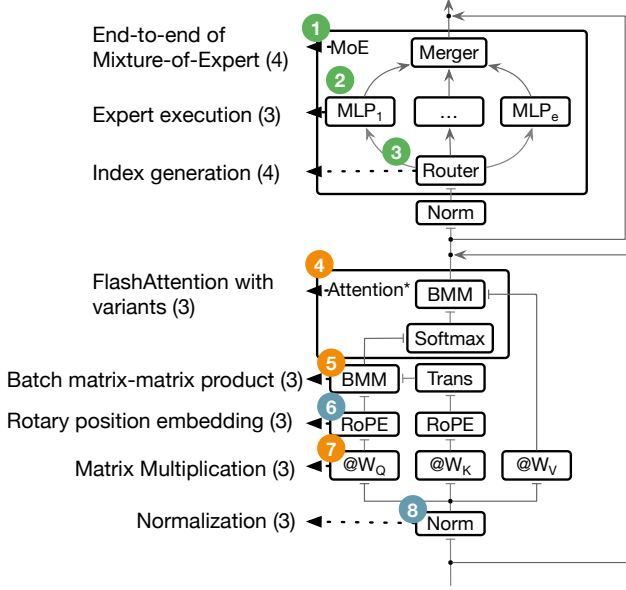 1
End-to-end of
Mixture-of-Expert (4)
MoE
Merger
2
Expert execution (3)
MLP1
...
MLPe
3
Index generation (4)
Router
Norm
4
FlashAttention with
variants (3)
Attention*
BMM
Softmax
5
Batch matrix-matrix product (3)
BMM
Trans
6
Rotary position embedding (3)
RoPE
RoPE
7
Matrix Multiplication (3)
@WQ
@WK
@WV
8
Normalization (3)
Norm